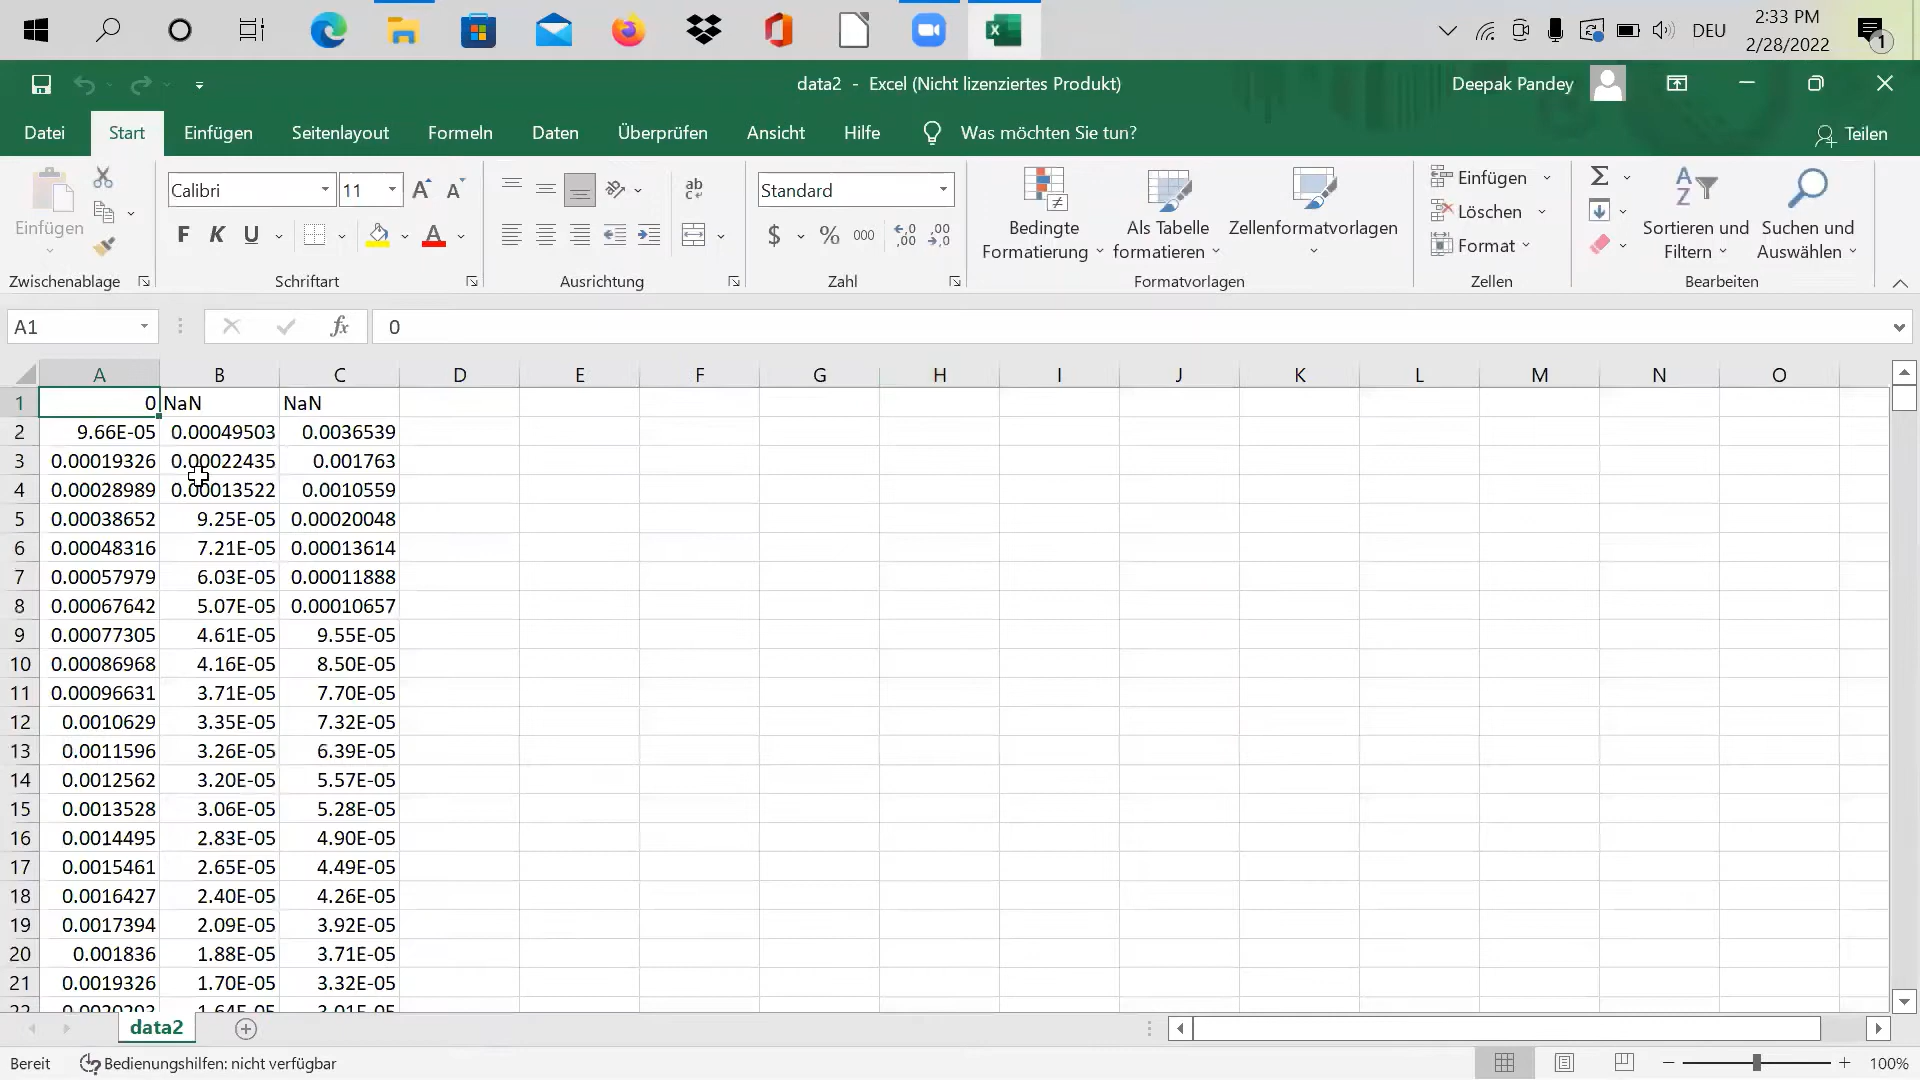 DEU
2:33 PM
2/28/2022
1
data2 - Excel (Nicht lizenziertes Produkt)
Deepak Pandey
Datei Start Einfügen Seitenlayout Formeln Daten Überprüfen Ansicht Hilfe Was möchten Sie tun? Teilen
Einfügen
Zwischenablage
Calibri 11
F K U
Schriftart
ab
Ausrichtung
Standard
$ % 000
Zahl
Bedingte
Formatierung
Als Tabelle
formatieren
Zellenformatvorlagen
Formatvorlagen
Einfügen
Löschen
Format
Zellen
Sortieren und
Filtern
Suchen und
Auswählen
Bearbeiten
A1 fx 0
A B C D E F G H I J K L M N O
1 0 NaN NaN
2 9.66E-05 0.00049503 0.0036539
3 0.00019326 0.00022435 0.001763
4 0.00028989 0.00013522 0.0010559
5 0.00038652 9.25E-05 0.00020048
6 0.00048316 7.21E-05 0.00013614
7 0.00057979 6.03E-05 0.00011888
8 0.00067642 5.07E-05 0.00010657
9 0.00077305 4.61E-05 9.55E-05
10 0.00086968 4.16E-05 8.50E-05
11 0.00096631 3.71E-05 7.70E-05
12 0.0010629 3.35E-05 7.32E-05
13 0.0011596 3.26E-05 6.39E-05
14 0.0012562 3.20E-05 5.57E-05
15 0.0013528 3.06E-05 5.28E-05
16 0.0014495 2.83E-05 4.90E-05
17 0.0015461 2.65E-05 4.49E-05
18 0.0016427 2.40E-05 4.26E-05
19 0.0017394 2.09E-05 3.92E-05
20 0.001836 1.88E-05 3.71E-05
21 0.0019326 1.70E-05 3.32E-05
data2
Bereit Bedienungshilfen: nicht verfügbar
100%